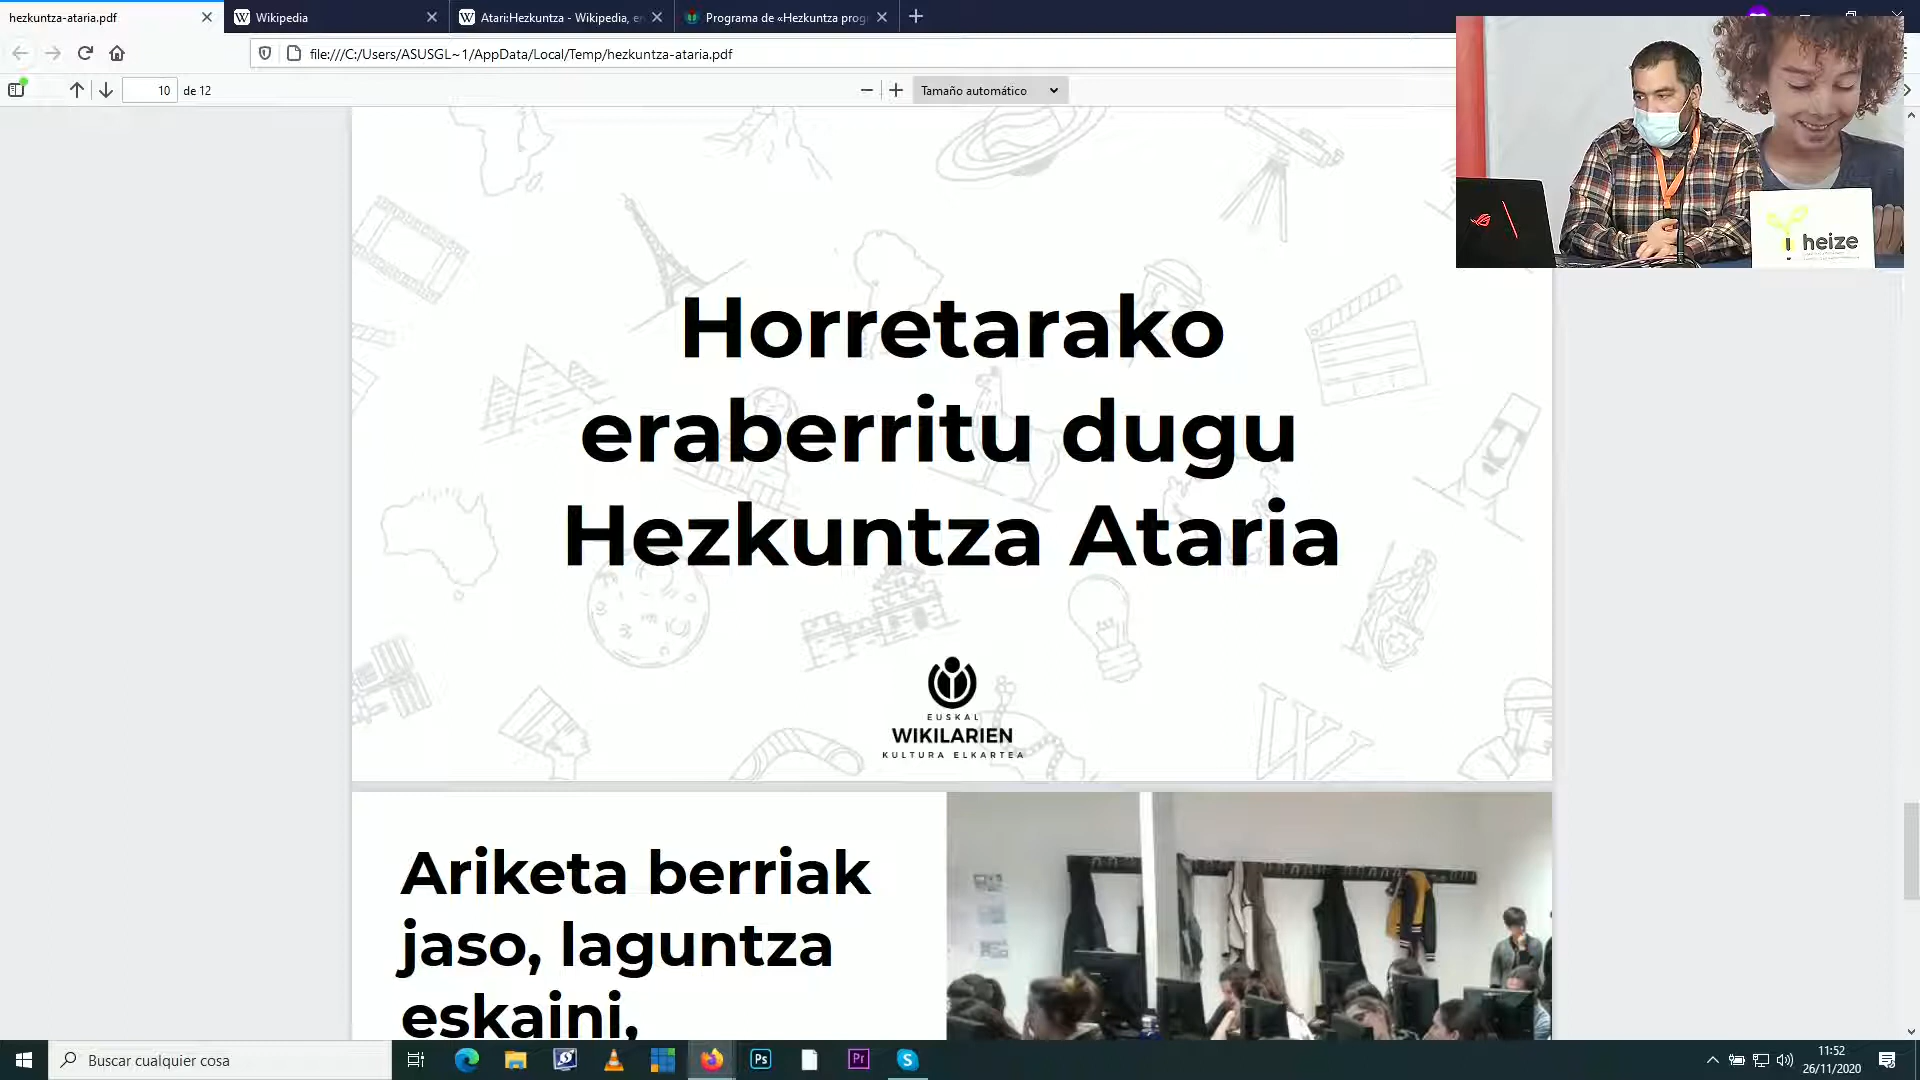 hezkuntza-ataria.pdf
Wikipedia
Atari:Hezkuntza - Wikipedia, e
Programa de «Hezkuntza prog
file:///C:/Users/ASUSGL~1/AppData/Local/Temp/hezkuntza-ataria.pdf
10 de 12
Tamaño automático
heize
Horretarako
eraberritu dugu
Hezkuntza Ataria
EUSKAL
WIKILARIEN
KULTURA ELKARTEA
Ariketa berriak
jaso, laguntza
eskaini,
Buscar cualquier cosa
Ps
Pr
S
11:52
26/11/2020